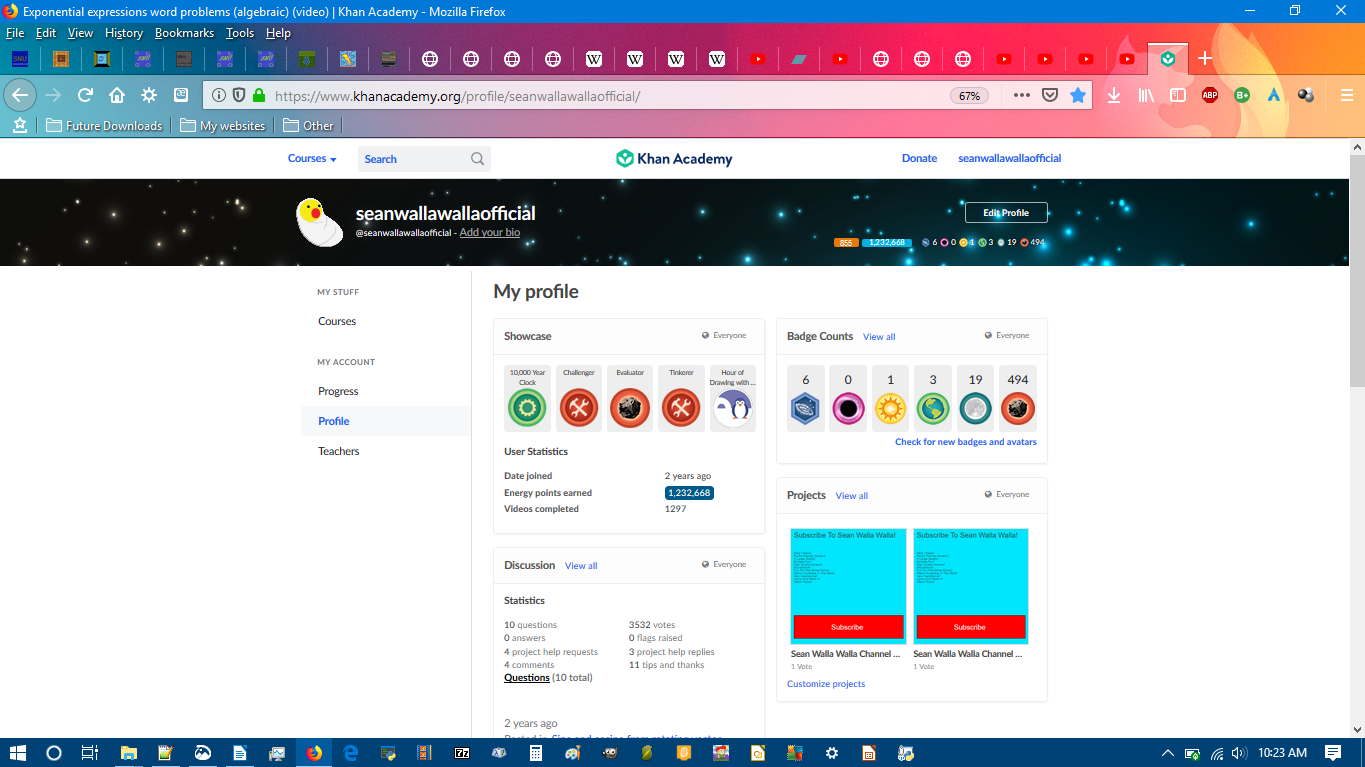 Exponential expressions word problems (algebraic) (video) | Khan Academy - Mozilla Firefox
File Edit View History Bookmarks Tools Help
https://www.khanacademy.org/profile/seanwallawallaofficial/ 67%
Future Downloads My websites Other
Courses Search Khan Academy Donate seanwallawallaofficial
seanwallawallaofficial
@seanwallawallaofficial - Add your bio
Edit Profile
855 1,232,668 6 0 1 3 19 494
MY STUFF
Courses
MY ACCOUNT
Progress
Profile
Teachers
My profile
Showcase Everyone
10,000 Year Clock
Challenger
Evaluator
Tinkerer
Hour of Drawing with ...
User Statistics
Date joined 2 years ago
Energy points earned 1,232,668
Videos completed 1297
Badge Counts View all Everyone
6 0 1 3 19 494
Check for new badges and avatars
Discussion View all Everyone
Statistics
10 questions 3532 votes
0 answers 0 flags raised
4 project help requests 3 project help replies
4 comments 11 tips and thanks
Questions (10 total)
2 years ago
Projects View all Everyone
Subscribe To Sean Walla Walla! Subscribe To Sean Walla Walla!
Subscribe Subscribe
Sean Walla Walla Channel ... Sean Walla Walla Channel ...
1 Vote 1 Vote
Customize projects
10:23 AM